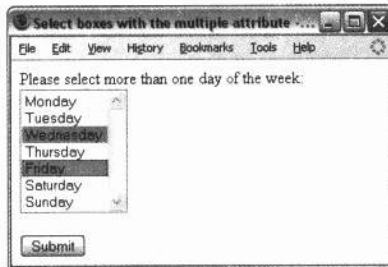 Select boxes with the multiple attribute - ...
File Edit View History Bookmarks Tools Help
Please select more than one day of the week:
Monday
Tuesday
Wednesday
Thursday
Friday
Saturday
Sunday
Submit